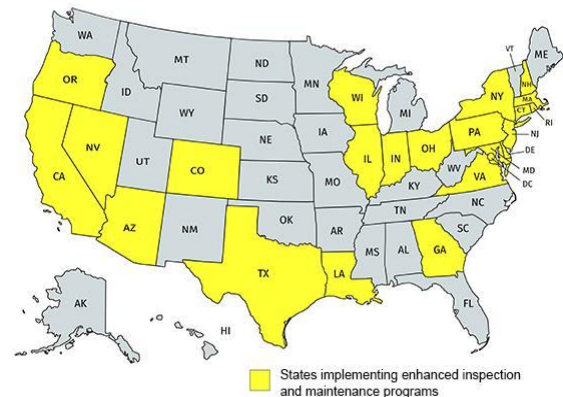 WA
MT
ND
MN
VT
ME
OR
ID
SD
WI
NY
NH
MA
CT
RI
WY
MI
IA
PA
NJ
NV
NE
IL
IN
OH
DE
CA
UT
CO
KS
MO
WV
VA
MD
DC
KY
AZ
NM
OK
AR
TN
NC
SC
MS
AL
GA
TX
LA
FL
AK
HI
States implementing enhanced inspection
and maintenance programs